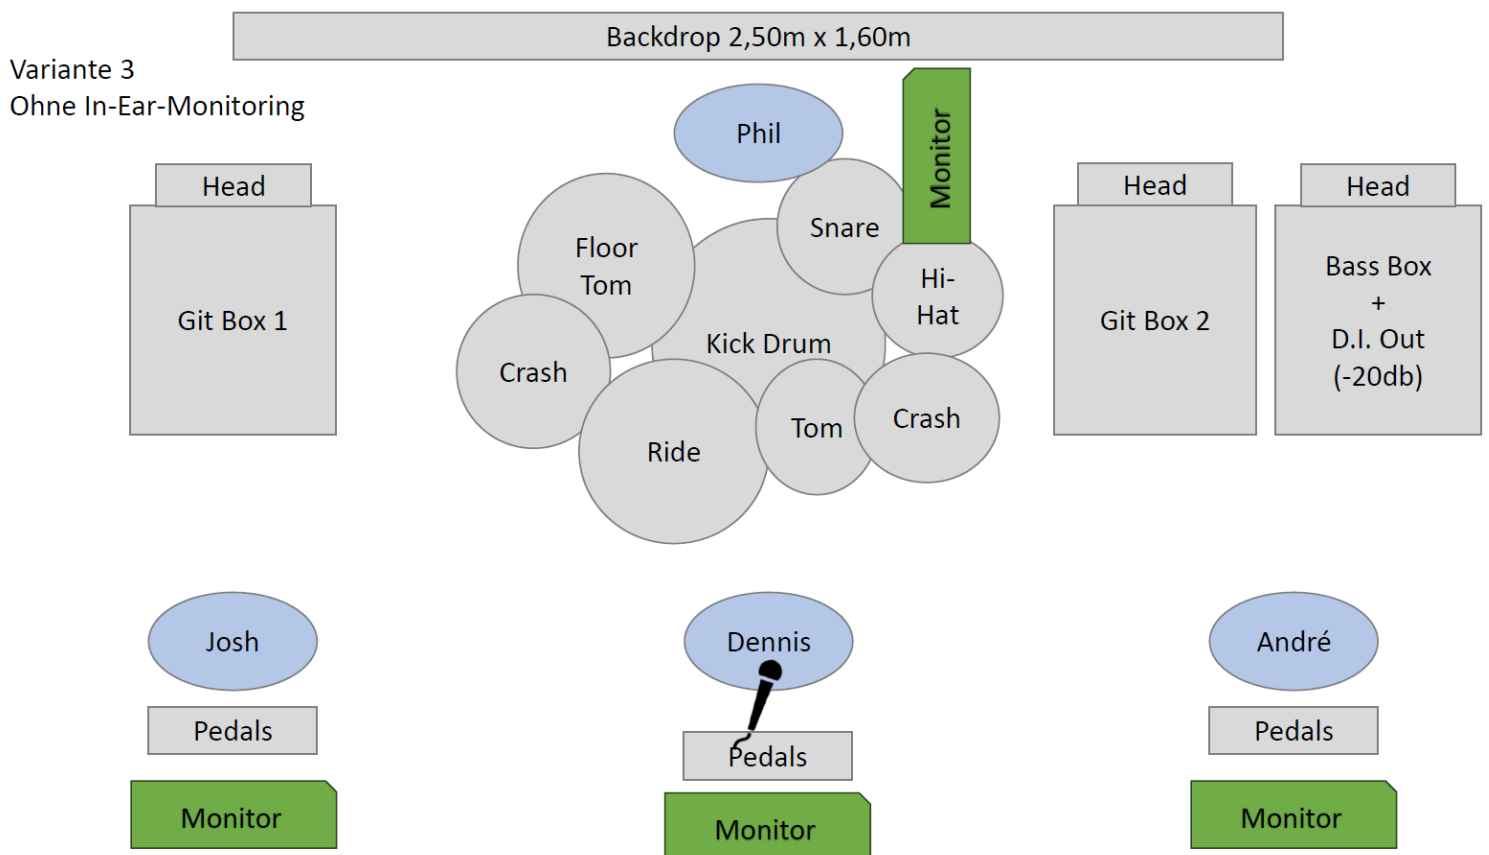 Backdrop 2,50m x 1,60m
Variante 3
Ohne In-Ear-Monitoring
Phil
Monitor
Head
Head
Head
Snare
Floor
Tom
Hi-
Hat
Git Box 1
Kick Drum
Git Box 2
Bass Box
+
D.I. Out
(-20db)
Crash
Ride
Tom
Crash
Josh
Dennis
André
Pedals
Pedals
Pedals
Monitor
Monitor
Monitor